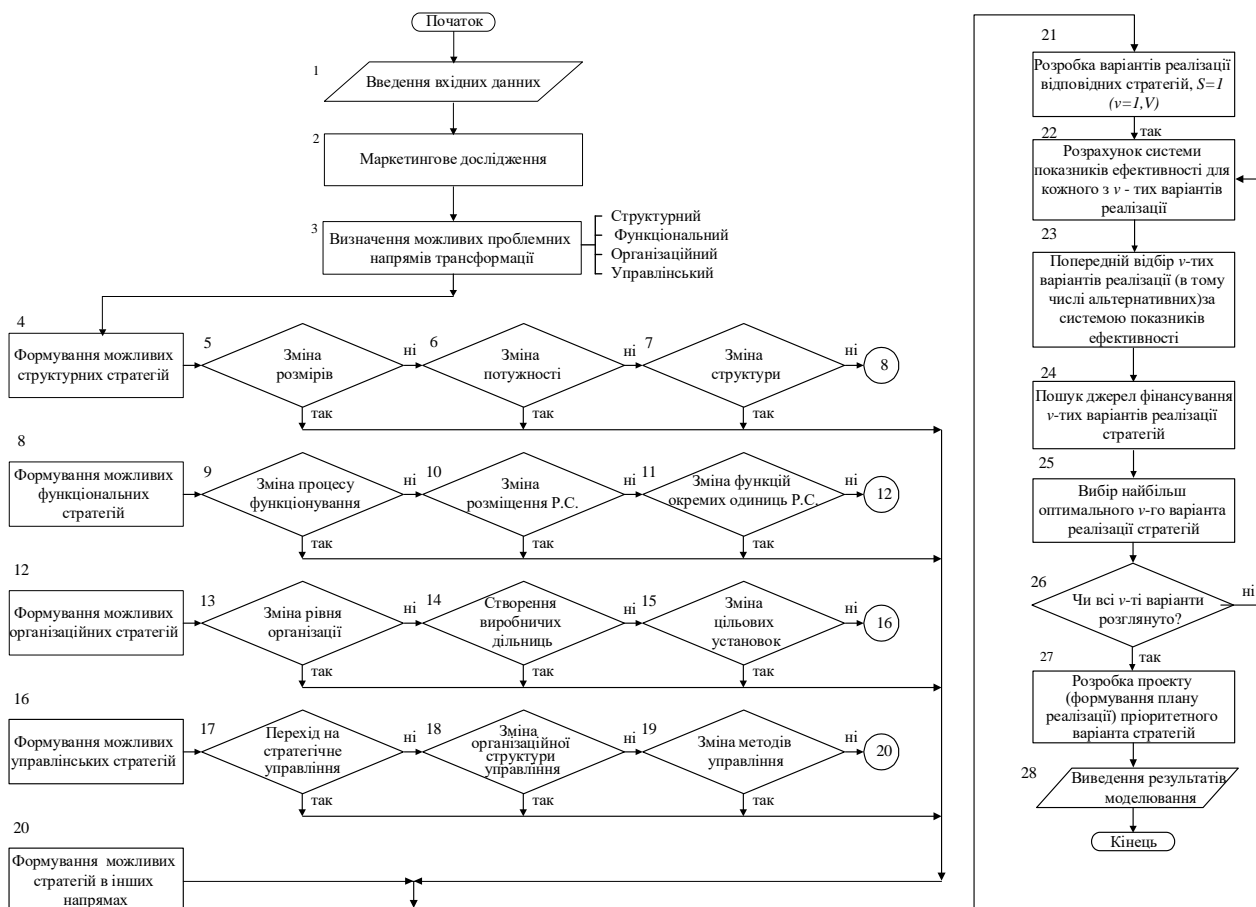 Початок
1
Введення вхідних данних
2
Маркетингове дослідження
3
Визначення можливих проблемних
напрямів трансформації
Структурний
Функціональний
Організаційний
Управлінський
4
Формування можливих
структурних стратегій
5
Зміна
розмірів
ні
так
6
Зміна
потужності
ні
так
7
Зміна
структури
ні
так
8
8
Формування можливих
функціональних
стратегій
9
Зміна процесу
функціонування
ні
так
10
Зміна
розміщення Р.С.
ні
так
11
Зміна функцій
окремих одиниць Р.С.
ні
так
12
12
Формування можливих
організаційних стратегій
13
Зміна рівня
організації
ні
так
14
Створення
виробничих
дільниць
ні
так
15
Зміна
цільових
установок
ні
так
16
16
Формування можливих
управлінських стратегій
17
Перехід на
стратегічне
управління
ні
так
18
Зміна
організаційної
структури
управління
ні
так
19
Зміна методів
управління
ні
так
20
20
Формування можливих
стратегій в інших
напрямах
21
Розробка варіантів реалізації
відповідних стратегій, S=1
(v=1,V)
так
22
Розрахунок системи
показників ефективності для
кожного з v - тих варіантів
реалізації
23
Попередній відбір v-тих
варіантів реалізації (в тому
числі альтернативних)за
системою показників
ефективності
24
Пошук джерел фінансування
v-тих варіантів реалізації
стратегій
25
Вибір найбільш
оптимального v-го варіанта
реалізації стратегій
26
Чи всі v-ті варіанти
розглянуто?
ні
так
27
Розробка проекту
(формування плану
реалізації) пріоритетного
варіанта стратегій
28
Виведення результатів
моделювання
Кінець